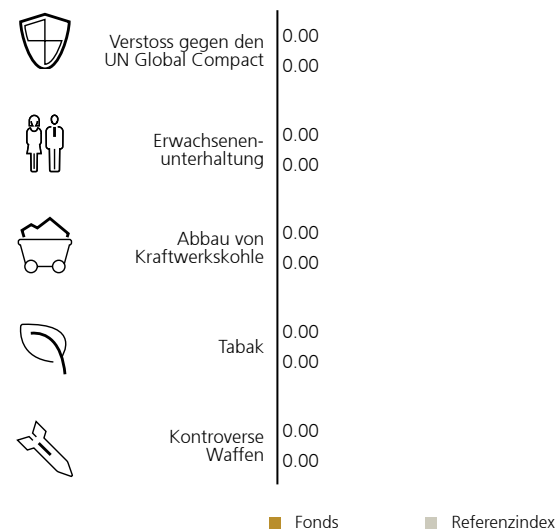 Verstoss gegen den
UN Global Compact
0.00
0.00
Erwachsenen-
unterhaltung
0.00
0.00
Abbau von
Kraftwerkskohle
0.00
0.00
Tabak
0.00
0.00
Kontroverse
Waffen
0.00
0.00
Fonds
Referenzindex